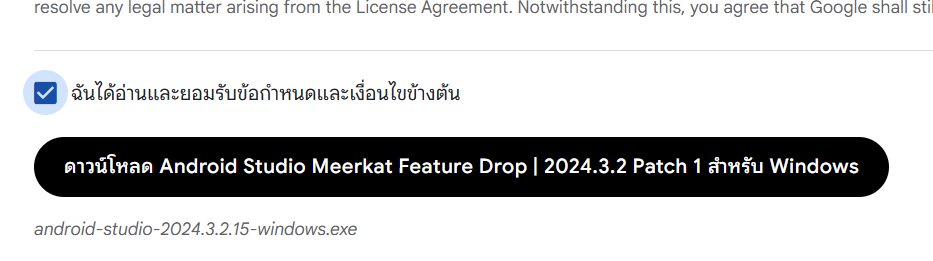 resolve any legal matter arising from the License Agreement. Notwithstanding this, you agree that Google shall still
ฉันได้อ่านและยอมรับข้อกำหนดและเงื่อนไขข้างต้น
ดาวน์โหลด Android Studio Meerkat Feature Drop | 2024.3.2 Patch 1 สำหรับ Windows
android-studio-2024.3.2.15-windows.exe